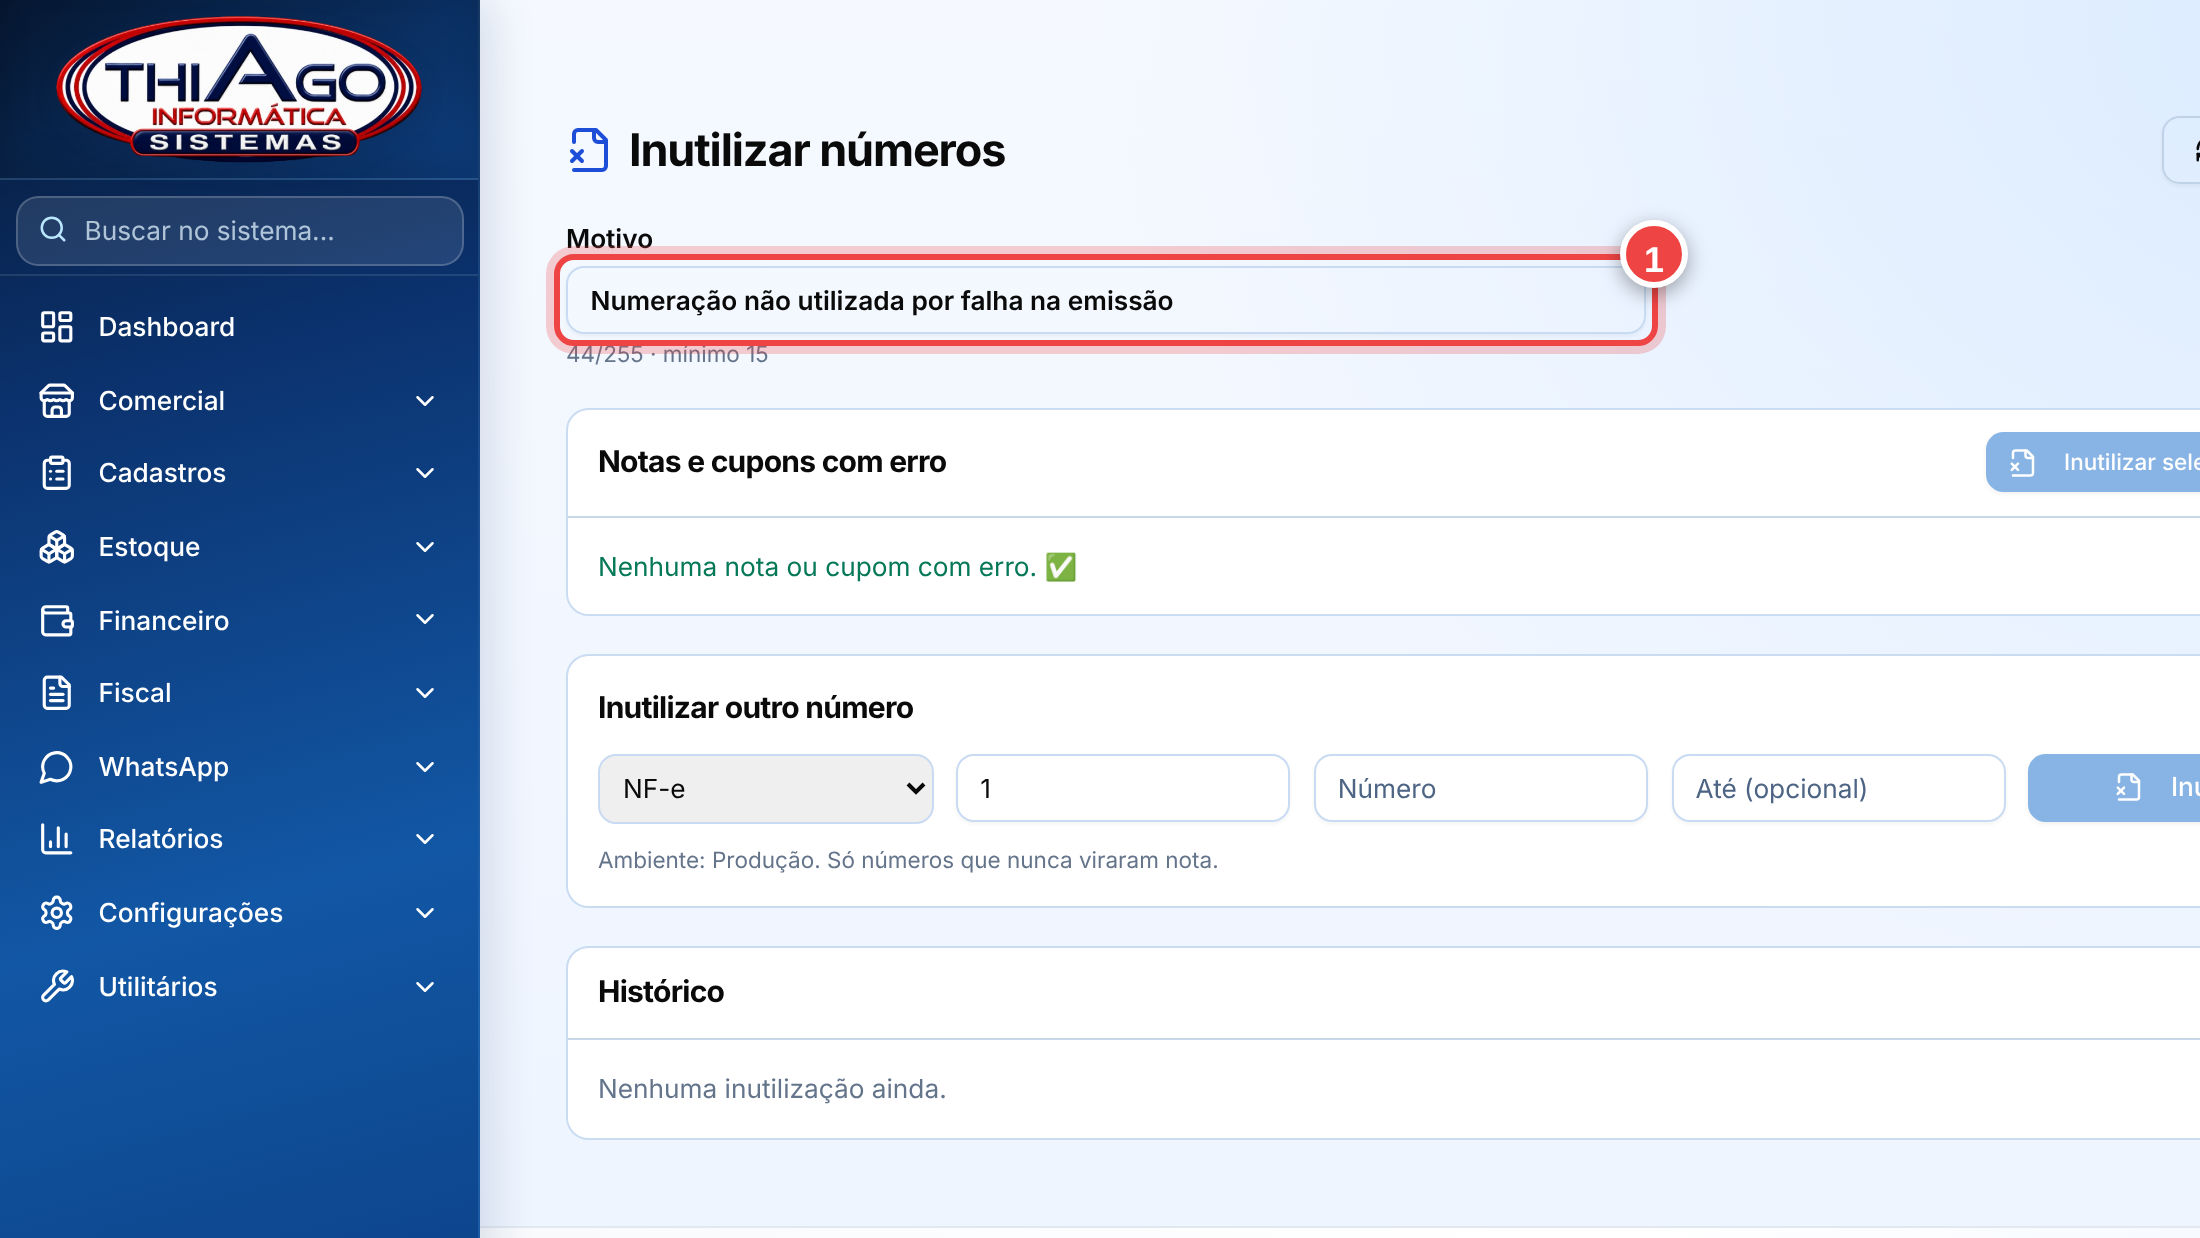 THIAGO
INFORMÁTICA
SISTEMAS
Buscar no sistema...
Dashboard
Comercial
Cadastros
Estoque
Financeiro
Fiscal
WhatsApp
Relatórios
Configurações
Utilitários
Inutilizar números
Motivo
1
Numeração não utilizada por falha na emissão
44/255 · mínimo 15
Notas e cupons com erro
Inutilizar sele
Nenhuma nota ou cupom com erro. ✅
Inutilizar outro número
NF-e
1
Número
Até (opcional)
Inu
Ambiente: Produção. Só números que nunca viraram nota.
Histórico
Nenhuma inutilização ainda.